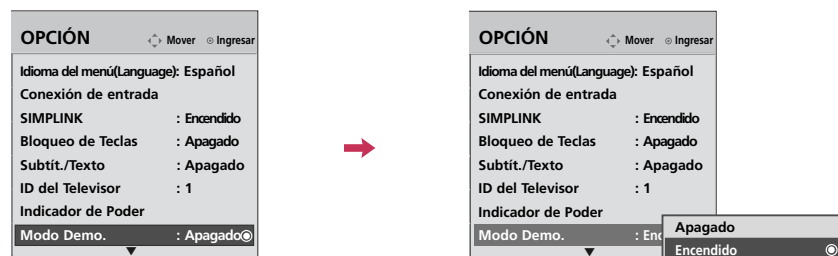 OPCIÓN Mover Ingresar
Idioma del menú(Language): Español
Conexión de entrada
SIMPLINK : Encendido
Bloqueo de Teclas : Apagado
Subtít./Texto : Apagado
ID del Televisor : 1
Indicador de Poder
Modo Demo. : Apagado
OPCIÓN Mover Ingresar
Idioma del menú(Language): Español
Conexión de entrada
SIMPLINK : Encendido
Bloqueo de Teclas : Apagado
Subtít./Texto : Apagado
ID del Televisor : 1
Indicador de Poder
Modo Demo. : Enc
Apagado
Encendido